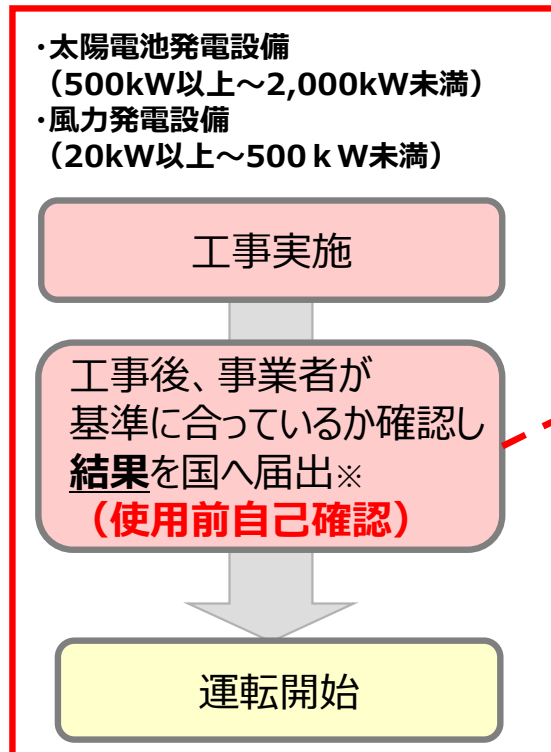 ・太陽電池発電設備
（500kW以上～2,000kW未満）
・風力発電設備
（20kW以上～500ｋW未満）
工事実施
工事後、事業者が
基準に合っているか確認し
結果を国へ届出※
（使用前自己確認）
運転開始